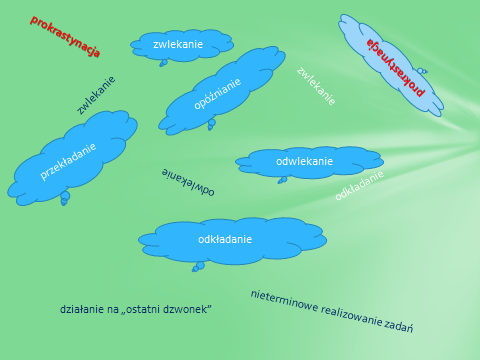 prokrastynacja
zwlekanie
prokrastynacja
opóźnianie
zwlekanie
zwlekanie
przekładanie
odwlekanie
odwlekanie
odkładanie
odkładanie
działanie na „ostatni dzwonek”
nieterminowe realizowanie zadań